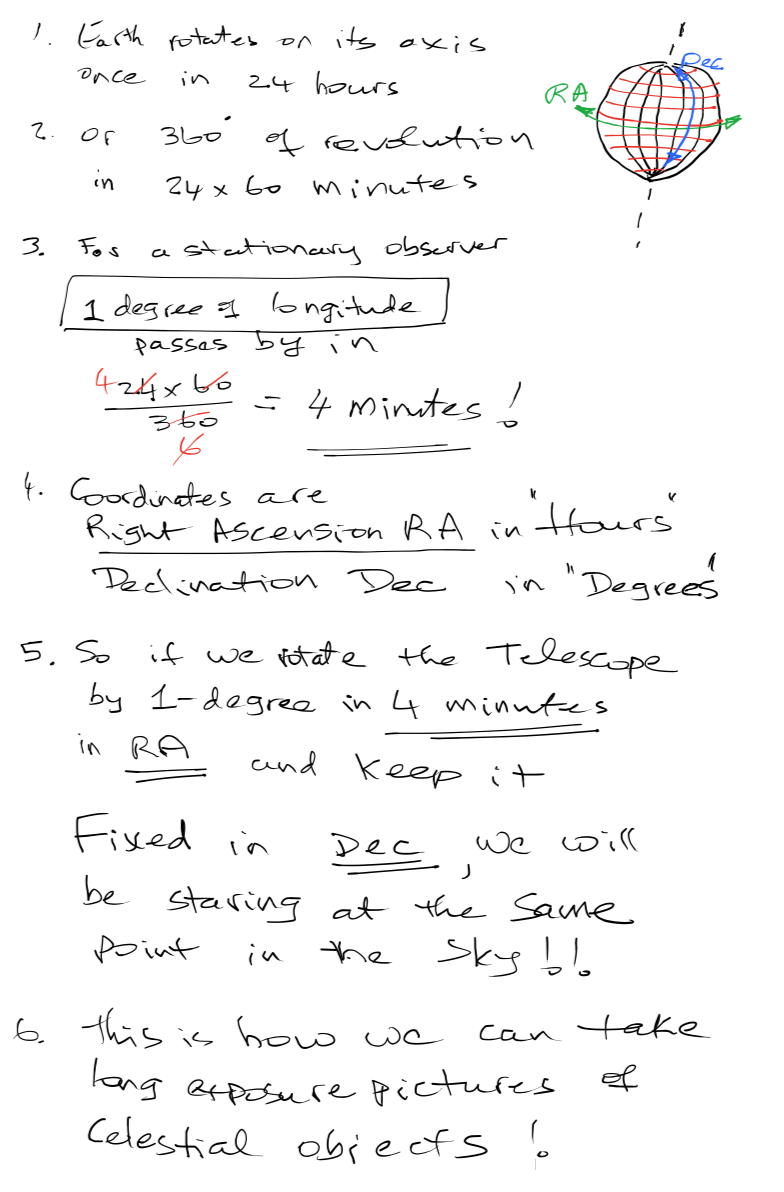 1. Earth rotates on its axis
once in 24 hours
Dec
RA
2. or 360° of revolution
in 24 x 60 minutes
3. For a stationary observer
1 degree of longitude
passes by in
4 24 x 60
360
6
= 4 minutes!
4. Coordinates are
Right Ascension RA in "Hours"
Declination Dec in "Degrees"
5. So if we rotate the Telescope
by 1-degree in 4 minutes
in RA and keep it
Fixed in Dec, we will
be staring at the same
point in the sky!!
6. this is how we can take
long exposure pictures of
Celestial objects!